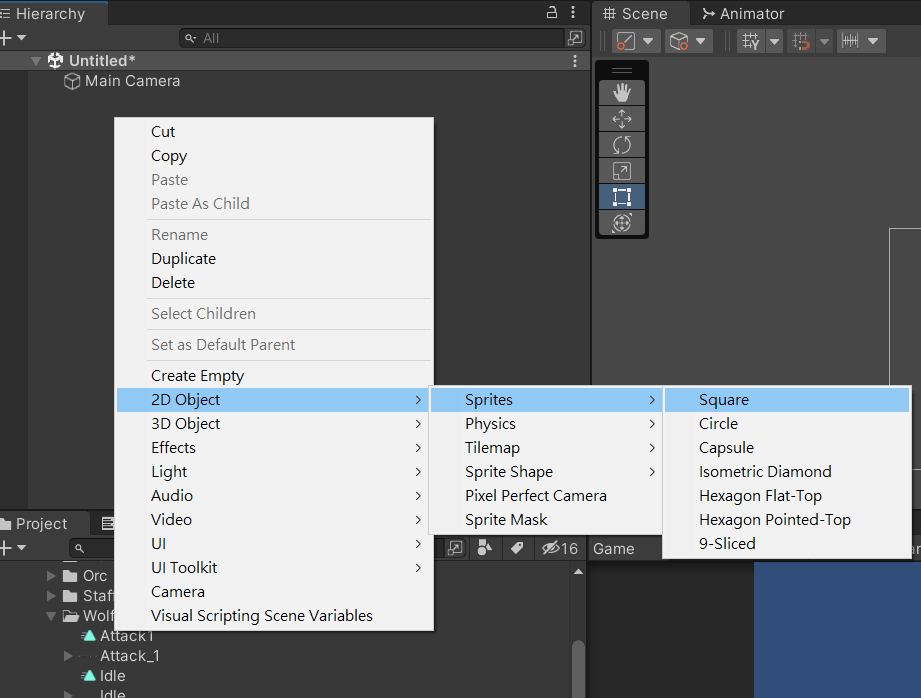 Hierarchy
Scene
Animator
All
Untitled*
Main Camera
Cut
Copy
Paste
Paste As Child
Rename
Duplicate
Delete
Select Children
Set as Default Parent
Create Empty
2D Object
3D Object
Effects
Light
Audio
Video
UI
UI Toolkit
Camera
Visual Scripting Scene Variables
Sprites
Physics
Tilemap
Sprite Shape
Pixel Perfect Camera
Sprite Mask
Square
Circle
Capsule
Isometric Diamond
Hexagon Flat-Top
Hexagon Pointed-Top
9-Sliced
Project
16
Game
Orc
Staf
Wolf
Attack1
Attack_1
Idle
Idle